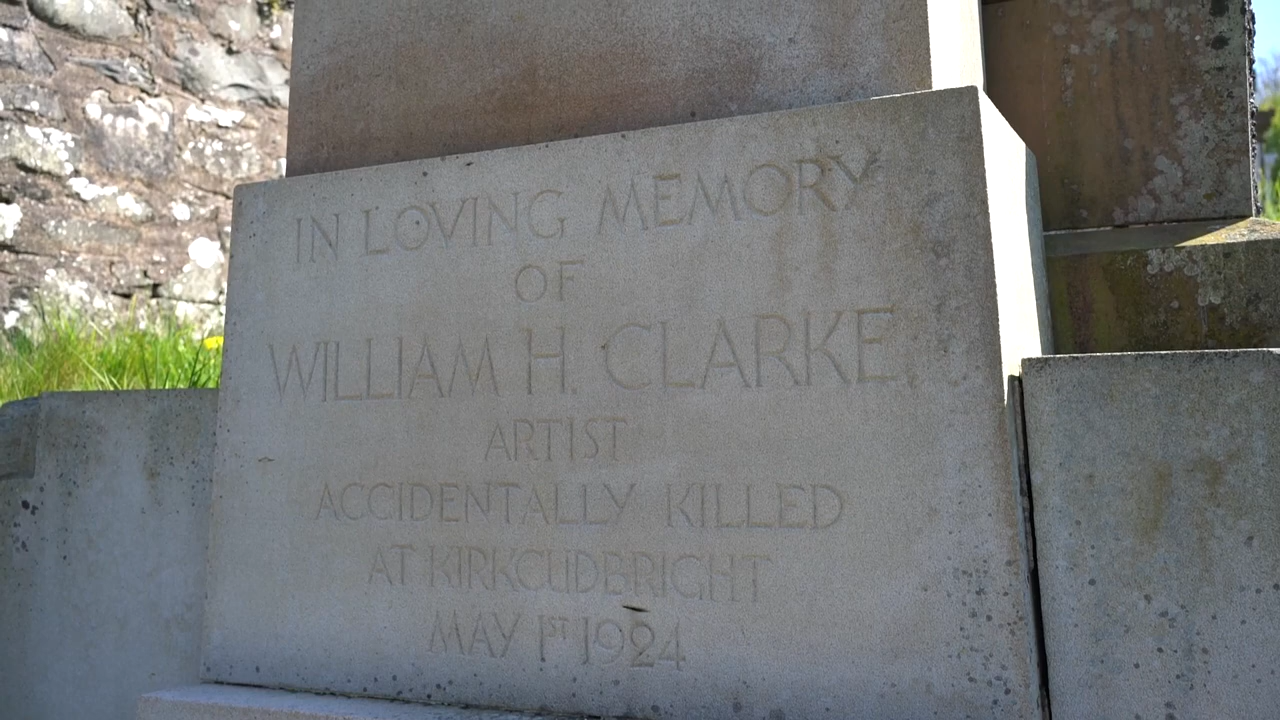 IN LOVING MEMORY
OF
WILLIAM H. CLARKE,
ARTIST
ACCIDENTALLY KILLED
AT KIRKCUDBRIGHT
MAY 1ST 1924